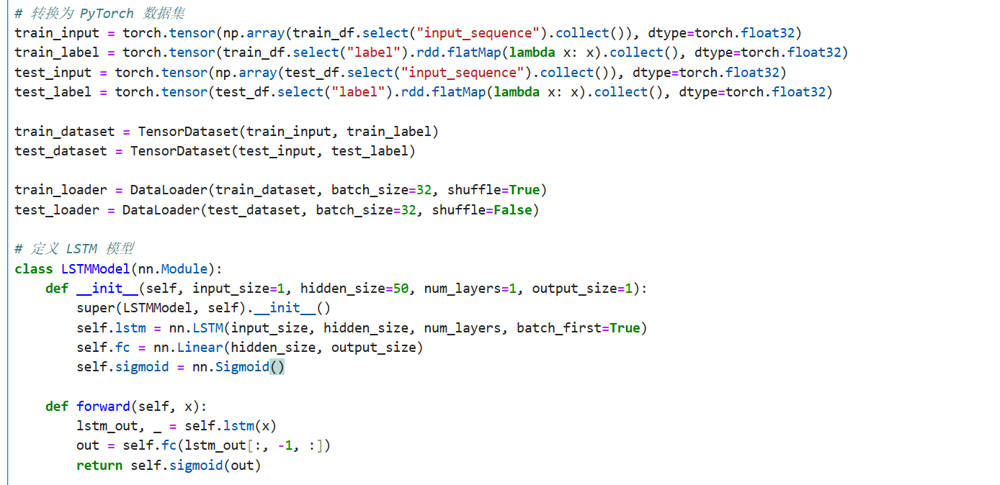 # 转换为 PyTorch 数据集
train_input = torch.tensor(np.array(train_df.select("input_sequence").collect()), dtype=torch.float32)
train_label = torch.tensor(train_df.select("label").rdd.flatMap(lambda x: x).collect(), dtype=torch.float32)
test_input = torch.tensor(np.array(test_df.select("input_sequence").collect()), dtype=torch.float32)
test_label = torch.tensor(test_df.select("label").rdd.flatMap(lambda x: x).collect(), dtype=torch.float32)

train_dataset = TensorDataset(train_input, train_label)
test_dataset = TensorDataset(test_input, test_label)

train_loader = DataLoader(train_dataset, batch_size=32, shuffle=True)
test_loader = DataLoader(test_dataset, batch_size=32, shuffle=False)

# 定义 LSTM 模型
class LSTMModel(nn.Module):
    def __init__(self, input_size=1, hidden_size=50, num_layers=1, output_size=1):
        super(LSTMModel, self).__init__()
        self.lstm = nn.LSTM(input_size, hidden_size, num_layers, batch_first=True)
        self.fc = nn.Linear(hidden_size, output_size)
        self.sigmoid = nn.Sigmoid()

    def forward(self, x):
        lstm_out, _ = self.lstm(x)
        out = self.fc(lstm_out[:, -1, :])
        return self.sigmoid(out)